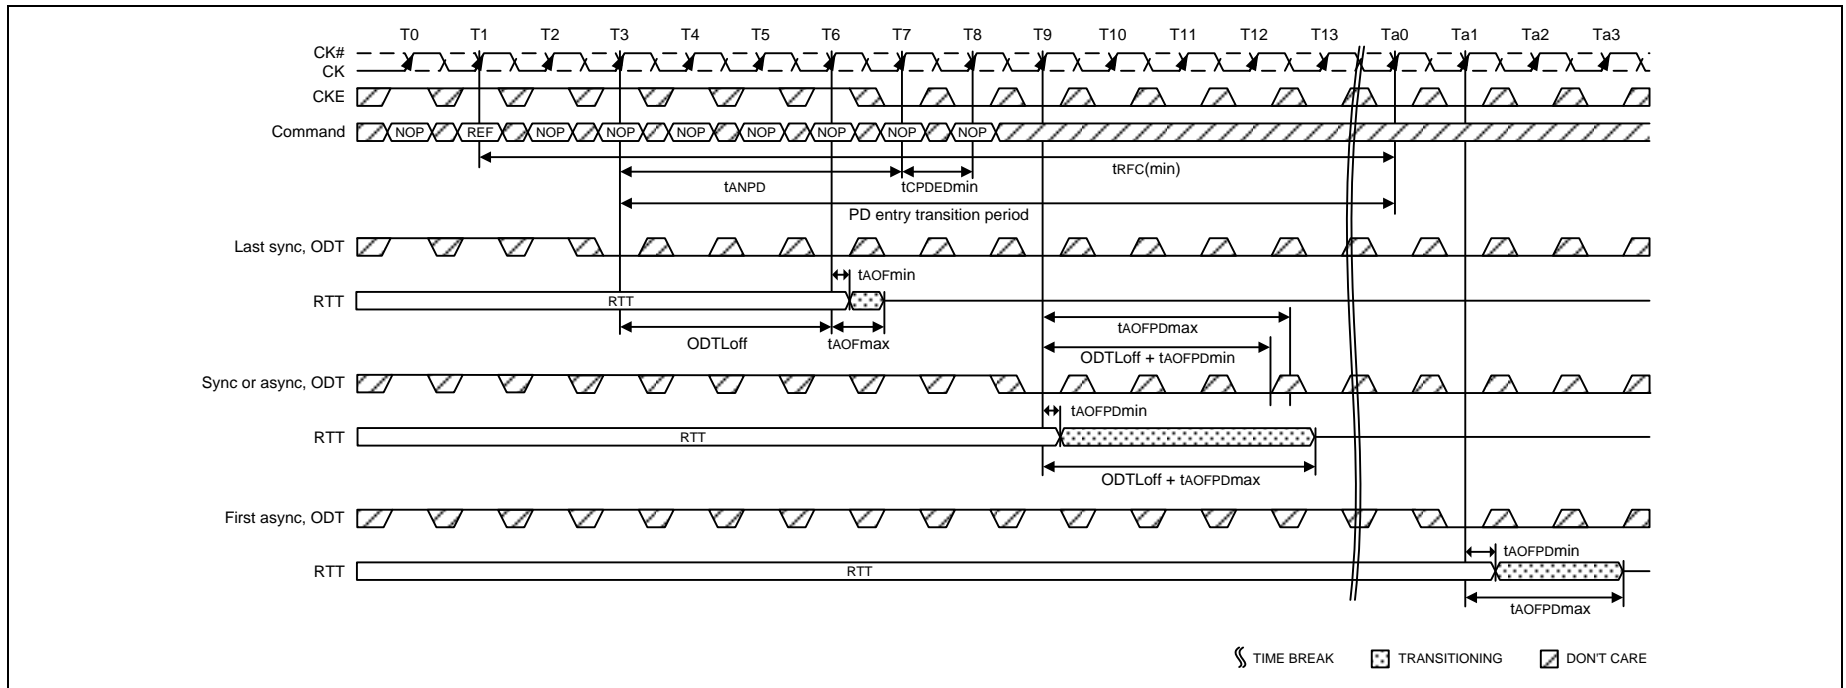 T0 T1 T2 T3 T4 T5 T6 T7 T8 T9 T10 T11 T12 T13 Ta0 Ta1 Ta2 Ta3
CK#
CK
CKE
Command NOP REF NOP NOP NOP NOP NOP NOP NOP
tRFC(min)
tANPD tCPDEDmin
PD entry transition period
Last sync, ODT
tAOFmin
RTT RTT
tAOFPDmax
ODTLoff tAOFmax
ODTLoff + tAOFPDmin
Sync or async, ODT
tAOFPDmin
RTT RTT
ODTLoff + tAOFPDmax
First async, ODT
tAOFPDmin
RTT RTT
tAOFPDmax
TIME BREAK TRANSITIONING DON'T CARE